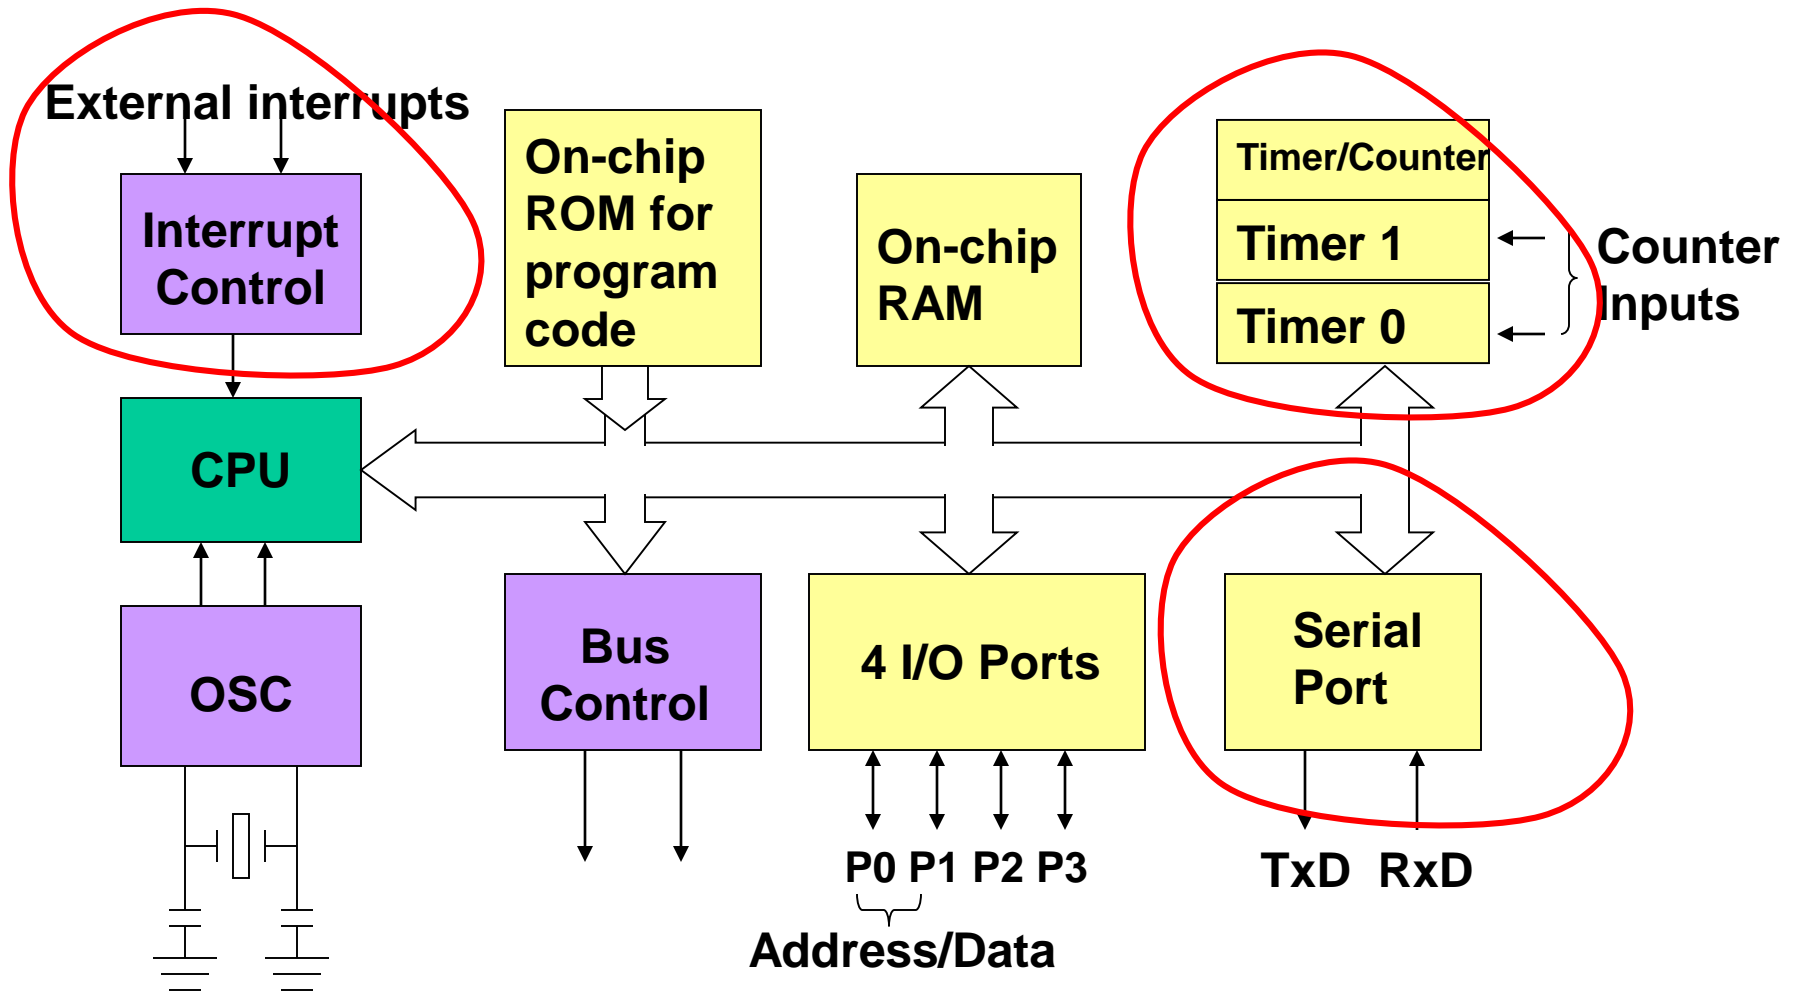 External interrupts
Interrupt
Control
On-chip
ROM for
program
code
On-chip
RAM
Timer/Counter
Timer 1
Timer 0
Counter
Inputs
CPU
OSC
Bus
Control
4 I/O Ports
Serial
Port
P0 P1 P2 P3
Address/Data
TxD RxD